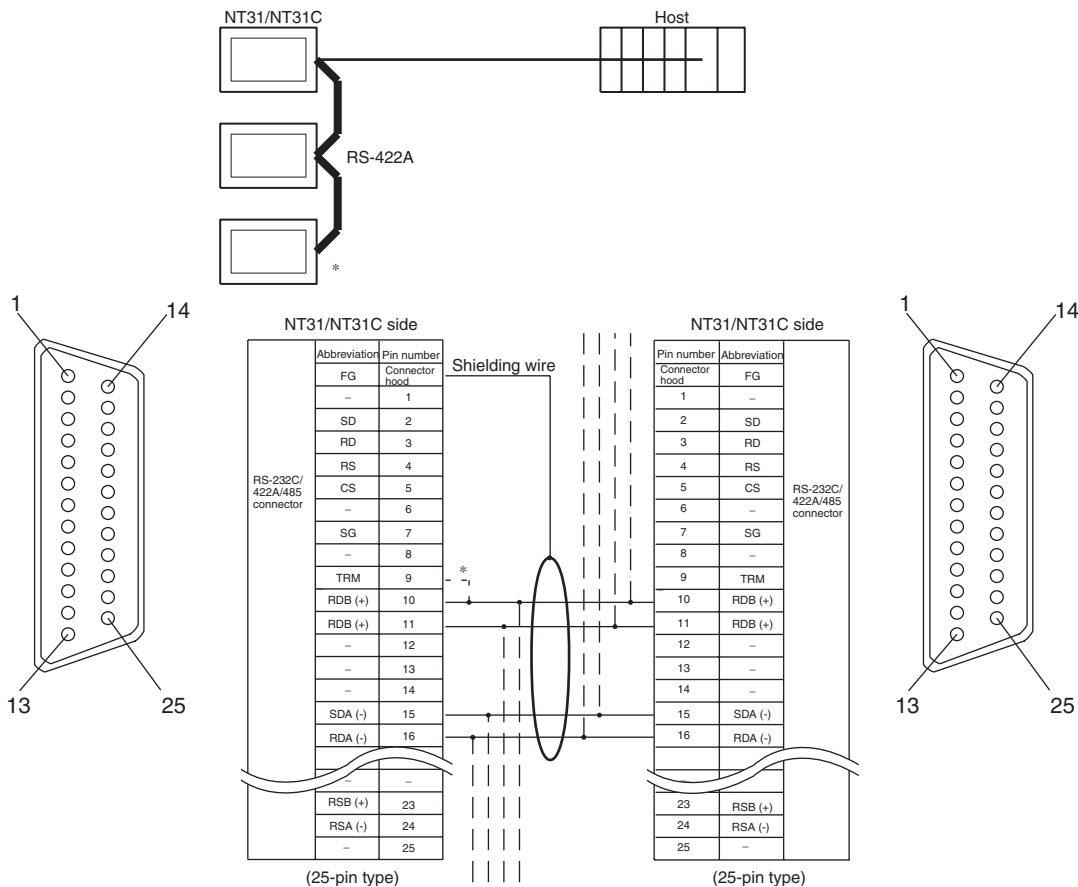 NT31/NT31C
Host
RS-422A
*
1
14
13
25
NT31/NT31C side
Abbreviation Pin number
FG Connector hood
– 1
SD 2
RD 3
RS 4
CS 5
– 6
SG 7
– 8
TRM 9
RDB (+) 10
RDB (+) 11
– 12
– 13
– 14
SDA (-) 15
RDA (-) 16
– –
RSB (+) 23
RSA (-) 24
– 25
RS-232C/
422A/485
connector
(25-pin type)
Shielding wire
*
NT31/NT31C side
Pin number Abbreviation
Connector hood FG
1 –
2 SD
3 RD
4 RS
5 CS
6 –
7 SG
8 –
9 TRM
10 RDB (+)
11 RDB (+)
12 –
13 –
14 –
15 SDA (-)
16 RDA (-)
–
23 RSB (+)
24 RSA (-)
25 –
RS-232C/
422A/485
connector
(25-pin type)
1
14
13
25